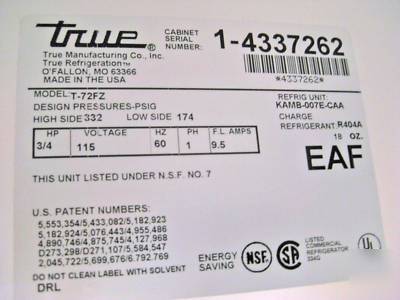 true®
True Manufacturing Co., Inc.
True Refrigeration™
O'FALLON, MO 63366
MADE IN THE USA
CABINET
SERIAL
NUMBER:
1-4337262
*4337262*
MODEL:
T-72FZ
DESIGN PRESSURES-PSIG
HIGH SIDE 332 LOW SIDE 174
REFRIG UNIT:
KAMB-007E-CAA
CHARGE
REFRIGERANT: R404A
18 OZ.
HP VOLTAGE HZ PH F.L. AMPS
3/4 115 60 1 9.5
EAF
THIS UNIT LISTED UNDER N.S.F. NO. 7
U.S. PATENT NUMBERS:
5,553,354/5,433,082/5,182,923
5,182,924/5,076,443/4,955,486
4,890,746/4,875,745/4,127,968
D273,298/D271,107/5,584,547
2,045,722/5,699,676/6.792.769
ENERGY
SAVING
NSF
®
SA
®
LISTED
COMMERCIAL
REFRIGERATOR
UL
DO NOT CLEAN LABEL WITH SOLVENT
DRL